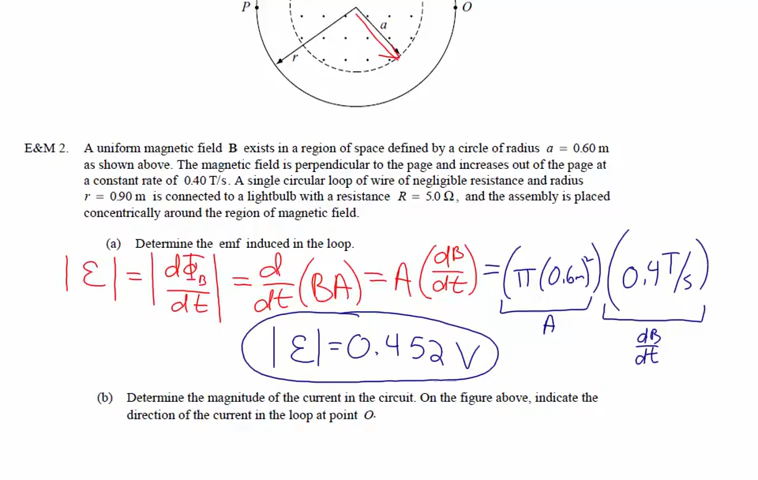 P
O
a
r
E&M 2. A uniform magnetic field B exists in a region of space defined by a circle of radius a = 0.60 m
as shown above. The magnetic field is perpendicular to the page and increases out of the page at
a constant rate of 0.40 T/s. A single circular loop of wire of negligible resistance and radius
r = 0.90 m is connected to a lightbulb with a resistance R = 5.0 Ω, and the assembly is placed
concentrically around the region of magnetic field.
(a) Determine the emf induced in the loop.
|ε| = |dΦ_B/dt| = d/dt (BA) = A (dB/dt) = (π(0.6m)²) (0.4T/s)
A
dB/dt
|ε| = 0.452 V
(b) Determine the magnitude of the current in the circuit. On the figure above, indicate the
direction of the current in the loop at point O.